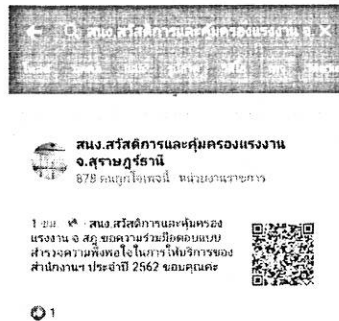 สนง.สวัสดิการและคุ้มครองแรงงาน จ.
สนง.สวัสดิการและคุ้มครองแรงงาน
จ.สุราษฎร์ธานี
878 คนถูกใจเพจนี้ หน่วยงานราชการ
1 ชม. สนง.สวัสดิการและคุ้มครอง
แรงงาน จ.สฎ.ขอความร่วมมือตอบแบบ
สำรวจความพึงพอใจในการให้บริการของ
สำนักงานฯ ประจำปี 2562 ขอบคุณค่ะ
1